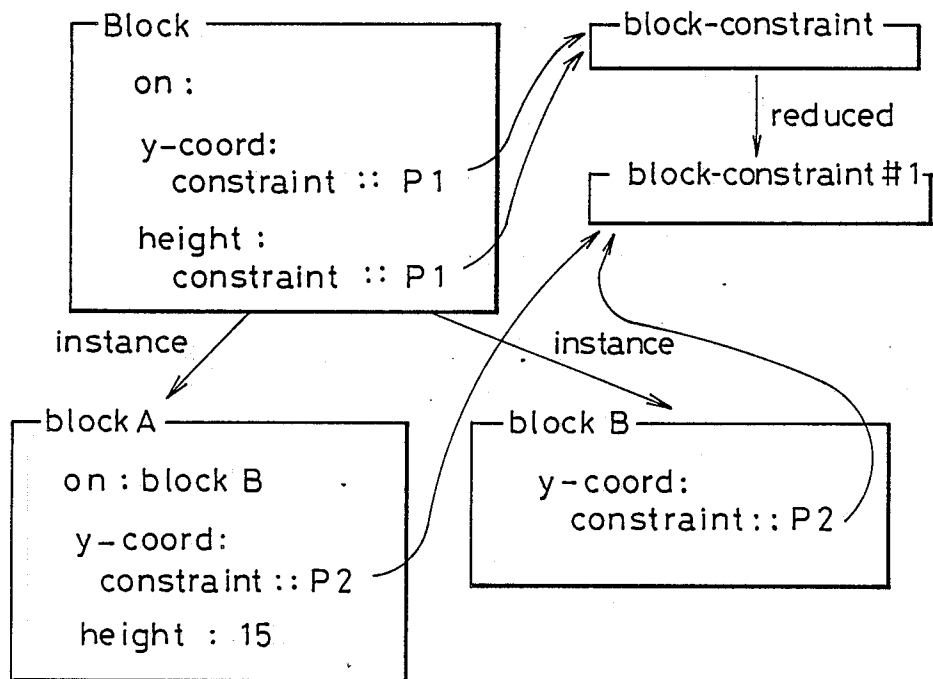 Block
on :
y-coord:
constraint :: P1
height :
constraint :: P1
block-constraint
reduced
block-constraint #1
instance
instance
block A
on : block B
y-coord:
constraint :: P2
height : 15
block B
y-coord:
constraint :: P2